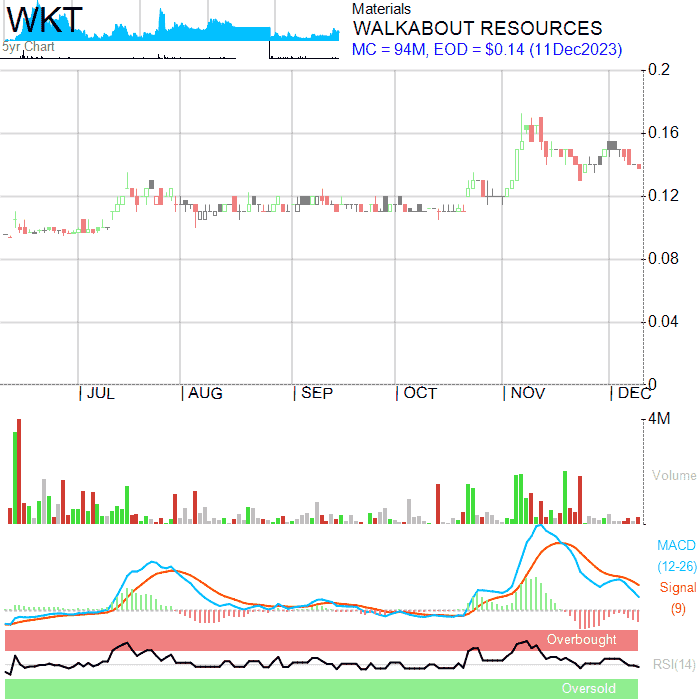 WKT
5yr Chart
Materials
WALKABOUT RESOURCES
MC = 94M, EOD = $0.14 (11Dec2023)
0.2
0.16
0.12
0.08
0.04
0
JUL AUG SEP OCT NOV DEC
4M
Volume
MACD
(12-26)
Signal
(9)
Overbought
RSI(14)
Oversold